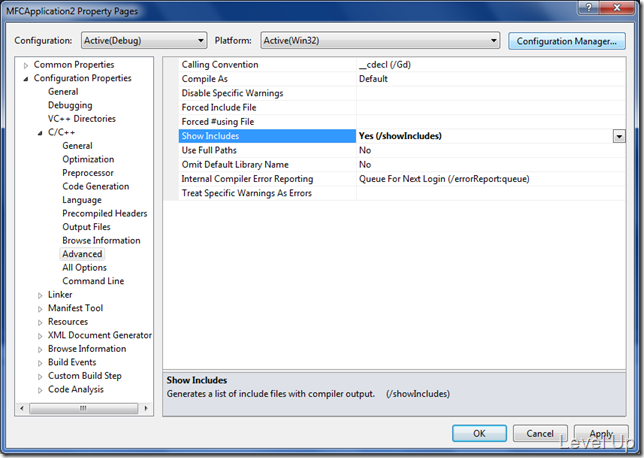 MFCApplication2 Property Pages
?
Configuration: Active(Debug) Platform: Active(Win32) Configuration Manager...
Common Properties
Configuration Properties
General
Debugging
VC++ Directories
C/C++
General
Optimization
Preprocessor
Code Generation
Language
Precompiled Headers
Output Files
Browse Information
Advanced
All Options
Command Line
Linker
Manifest Tool
Resources
XML Document Generator
Browse Information
Build Events
Custom Build Step
Code Analysis
Calling Convention __cdecl (/Gd)
Compile As Default
Disable Specific Warnings
Forced Include File
Forced #using File
Show Includes Yes (/showIncludes)
Use Full Paths No
Omit Default Library Name No
Internal Compiler Error Reporting Queue For Next Login (/errorReport:queue)
Treat Specific Warnings As Errors
Show Includes
Generates a list of include files with compiler output. (/showIncludes)
OK Cancel Apply
Level Up